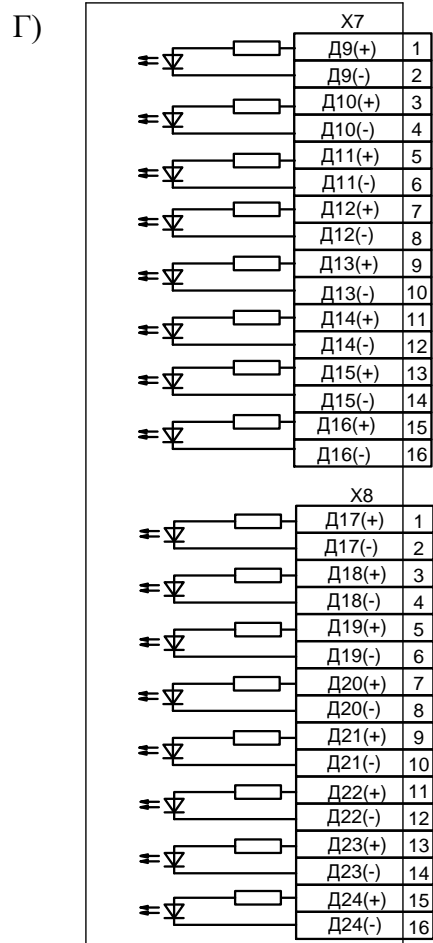 Г)
X7
Д9(+) 1
Д9(-) 2
Д10(+) 3
Д10(-) 4
Д11(+) 5
Д11(-) 6
Д12(+) 7
Д12(-) 8
Д13(+) 9
Д13(-) 10
Д14(+) 11
Д14(-) 12
Д15(+) 13
Д15(-) 14
Д16(+) 15
Д16(-) 16
X8
Д17(+) 1
Д17(-) 2
Д18(+) 3
Д18(-) 4
Д19(+) 5
Д19(-) 6
Д20(+) 7
Д20(-) 8
Д21(+) 9
Д21(-) 10
Д22(+) 11
Д22(-) 12
Д23(+) 13
Д23(-) 14
Д24(+) 15
Д24(-) 16